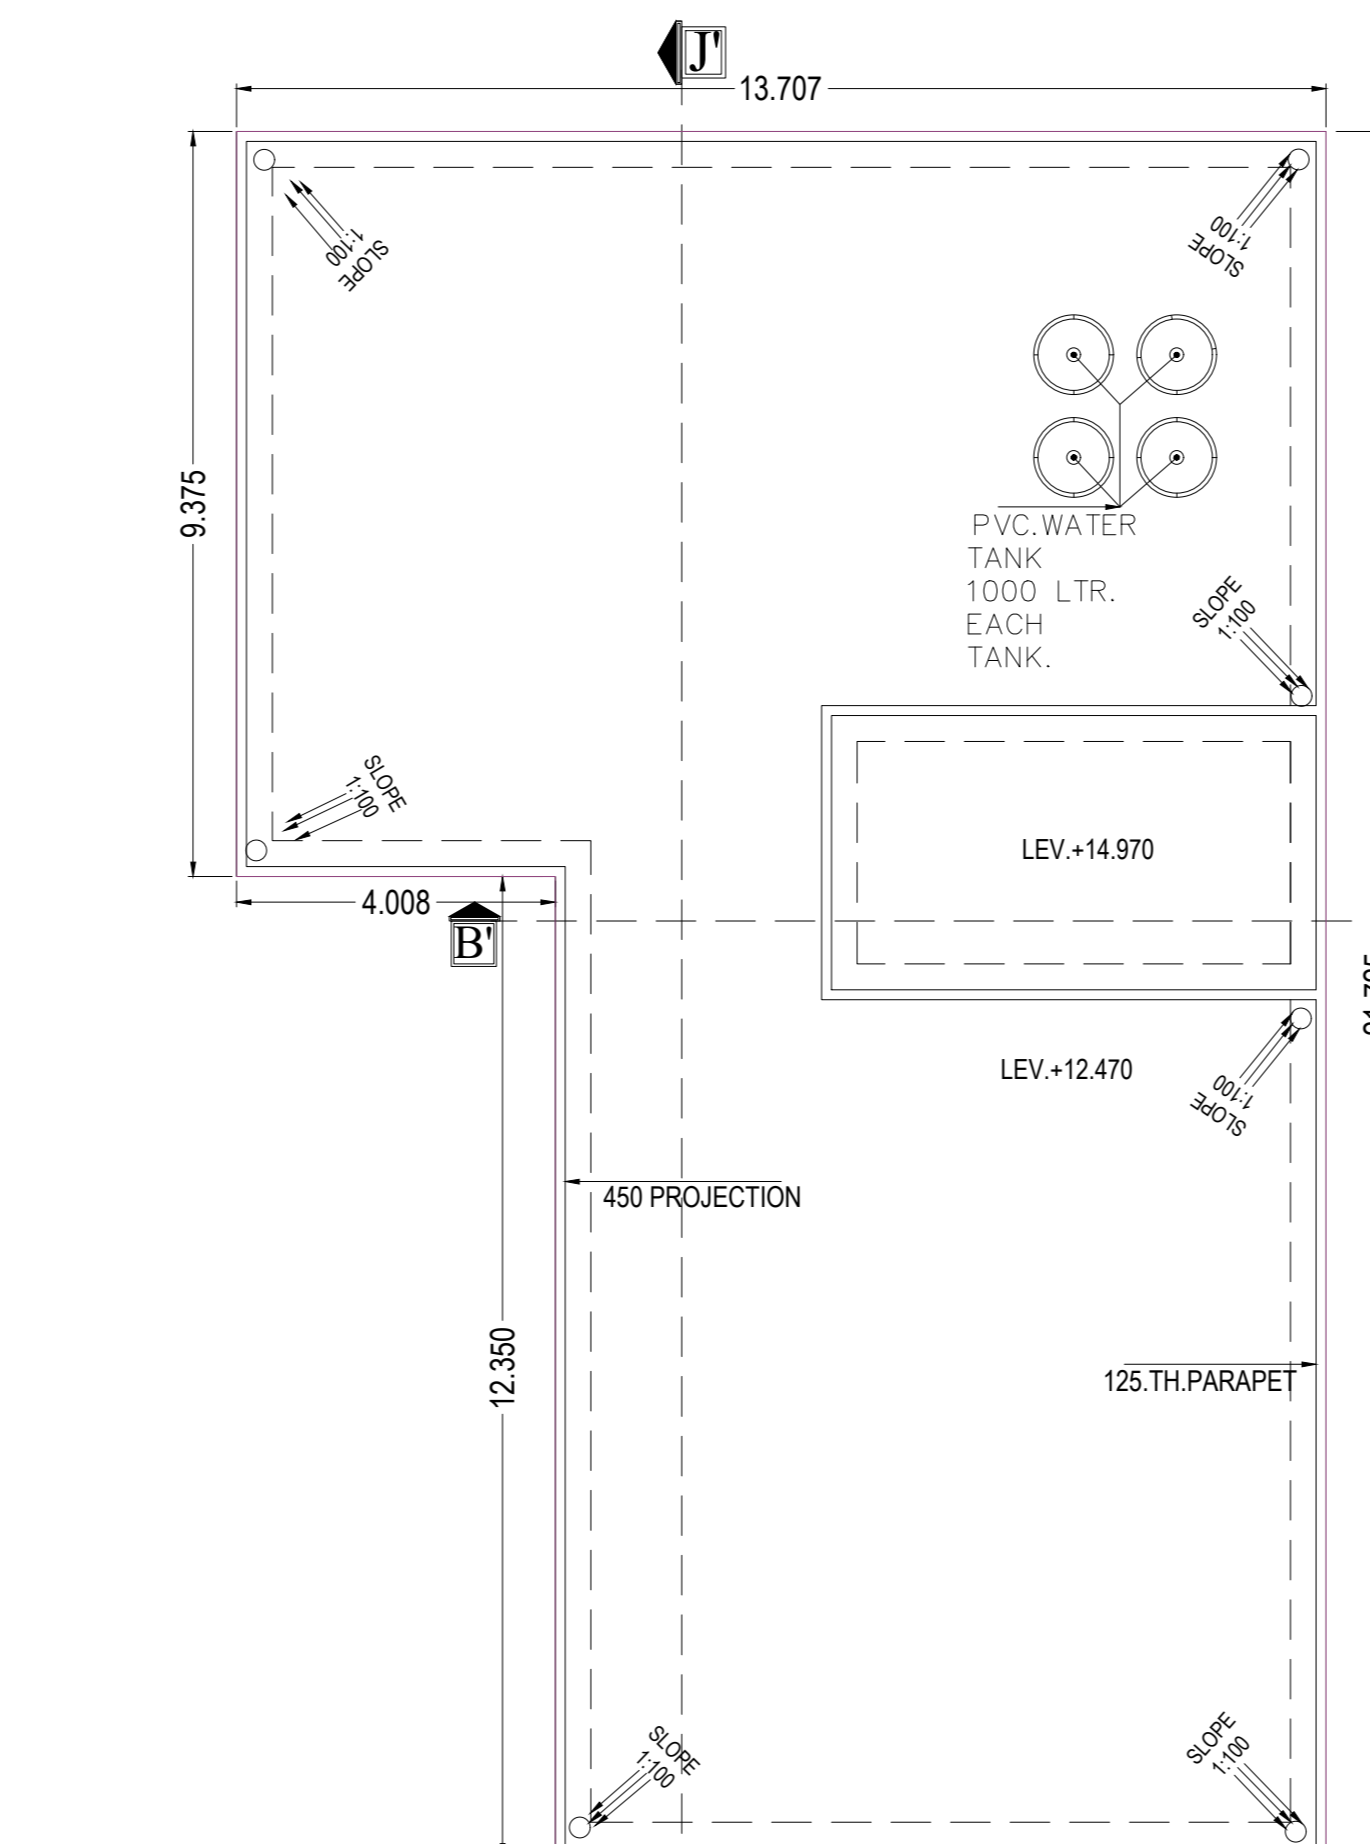 J'
13.707
SLOPE
1:100
SLOPE
1:100
9.375
PVC.WATER
TANK
1000 LTR.
EACH
TANK.
SLOPE
1:100
SLOPE
1:100
LEV.+14.970
4.008
B'
LEV.+12.470
SLOPE
1:100
450 PROJECTION
12.350
125.TH.PARAPET
SLOPE
1:100
SLOPE
1:100